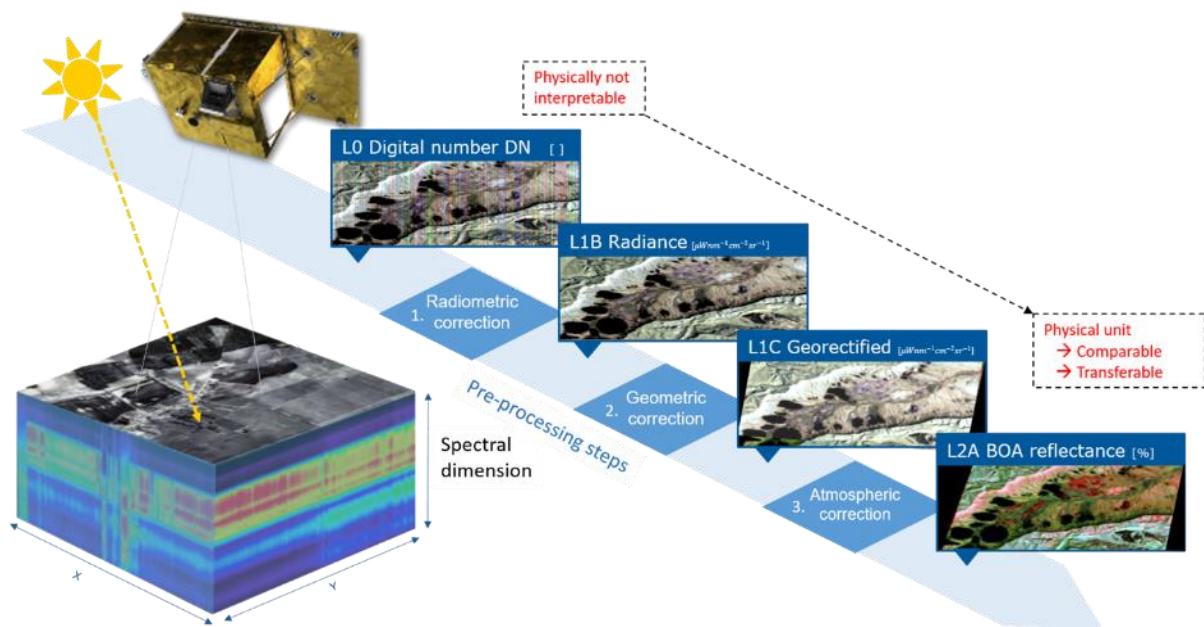 Physically not
interpretable
L0 Digital number DN [ ]
L1B Radiance [μWnm⁻¹cm⁻²sr⁻¹]
1. Radiometric
correction
L1C Georectified [μWnm⁻¹cm⁻²sr⁻¹]
Physical unit
→ Comparable
→ Transferable
2. Geometric
correction
Pre-processing steps
Spectral
dimension
L2A BOA reflectance [%]
3. Atmospheric
correction
X
Y